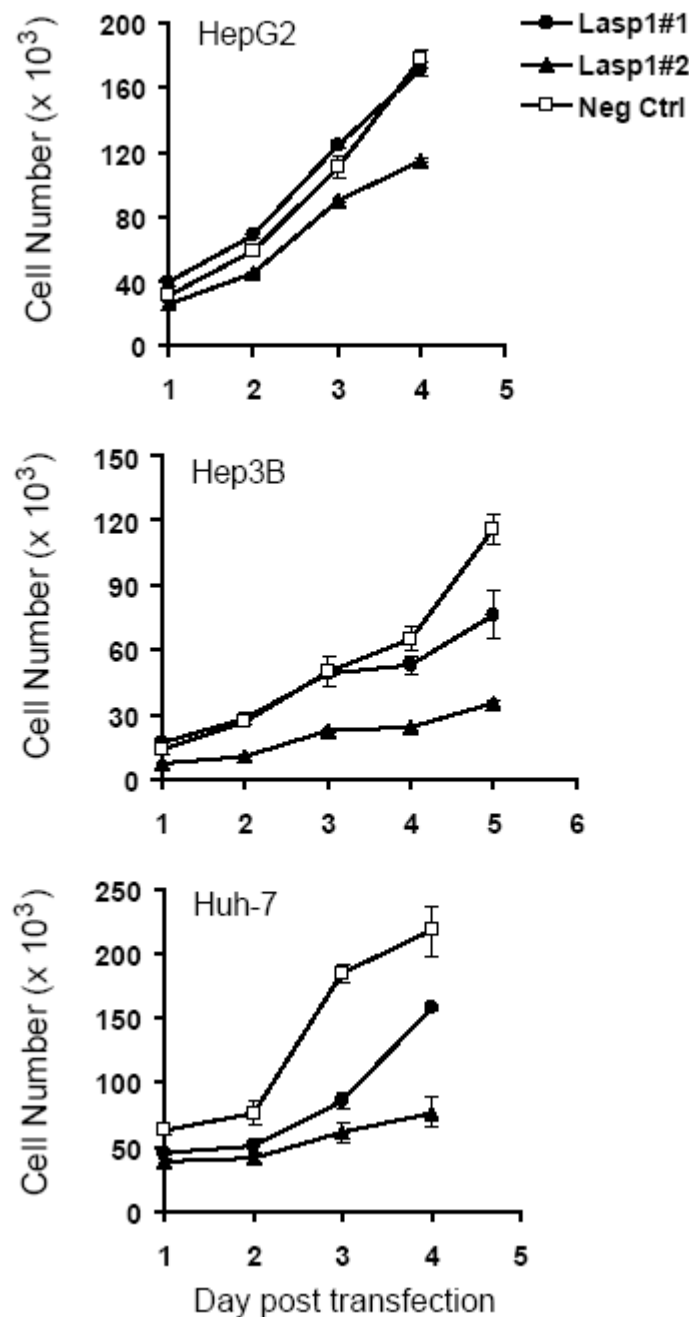 HepG2
Lasp1#1
Lasp1#2
Neg Ctrl
Cell Number (x 10³)
200
160
120
80
40
0
1 2 3 4 5
Hep3B
Cell Number (x 10³)
150
120
90
60
30
0
1 2 3 4 5 6
Huh-7
Cell Number (x 10³)
250
200
150
100
50
0
1 2 3 4 5
Day post transfection